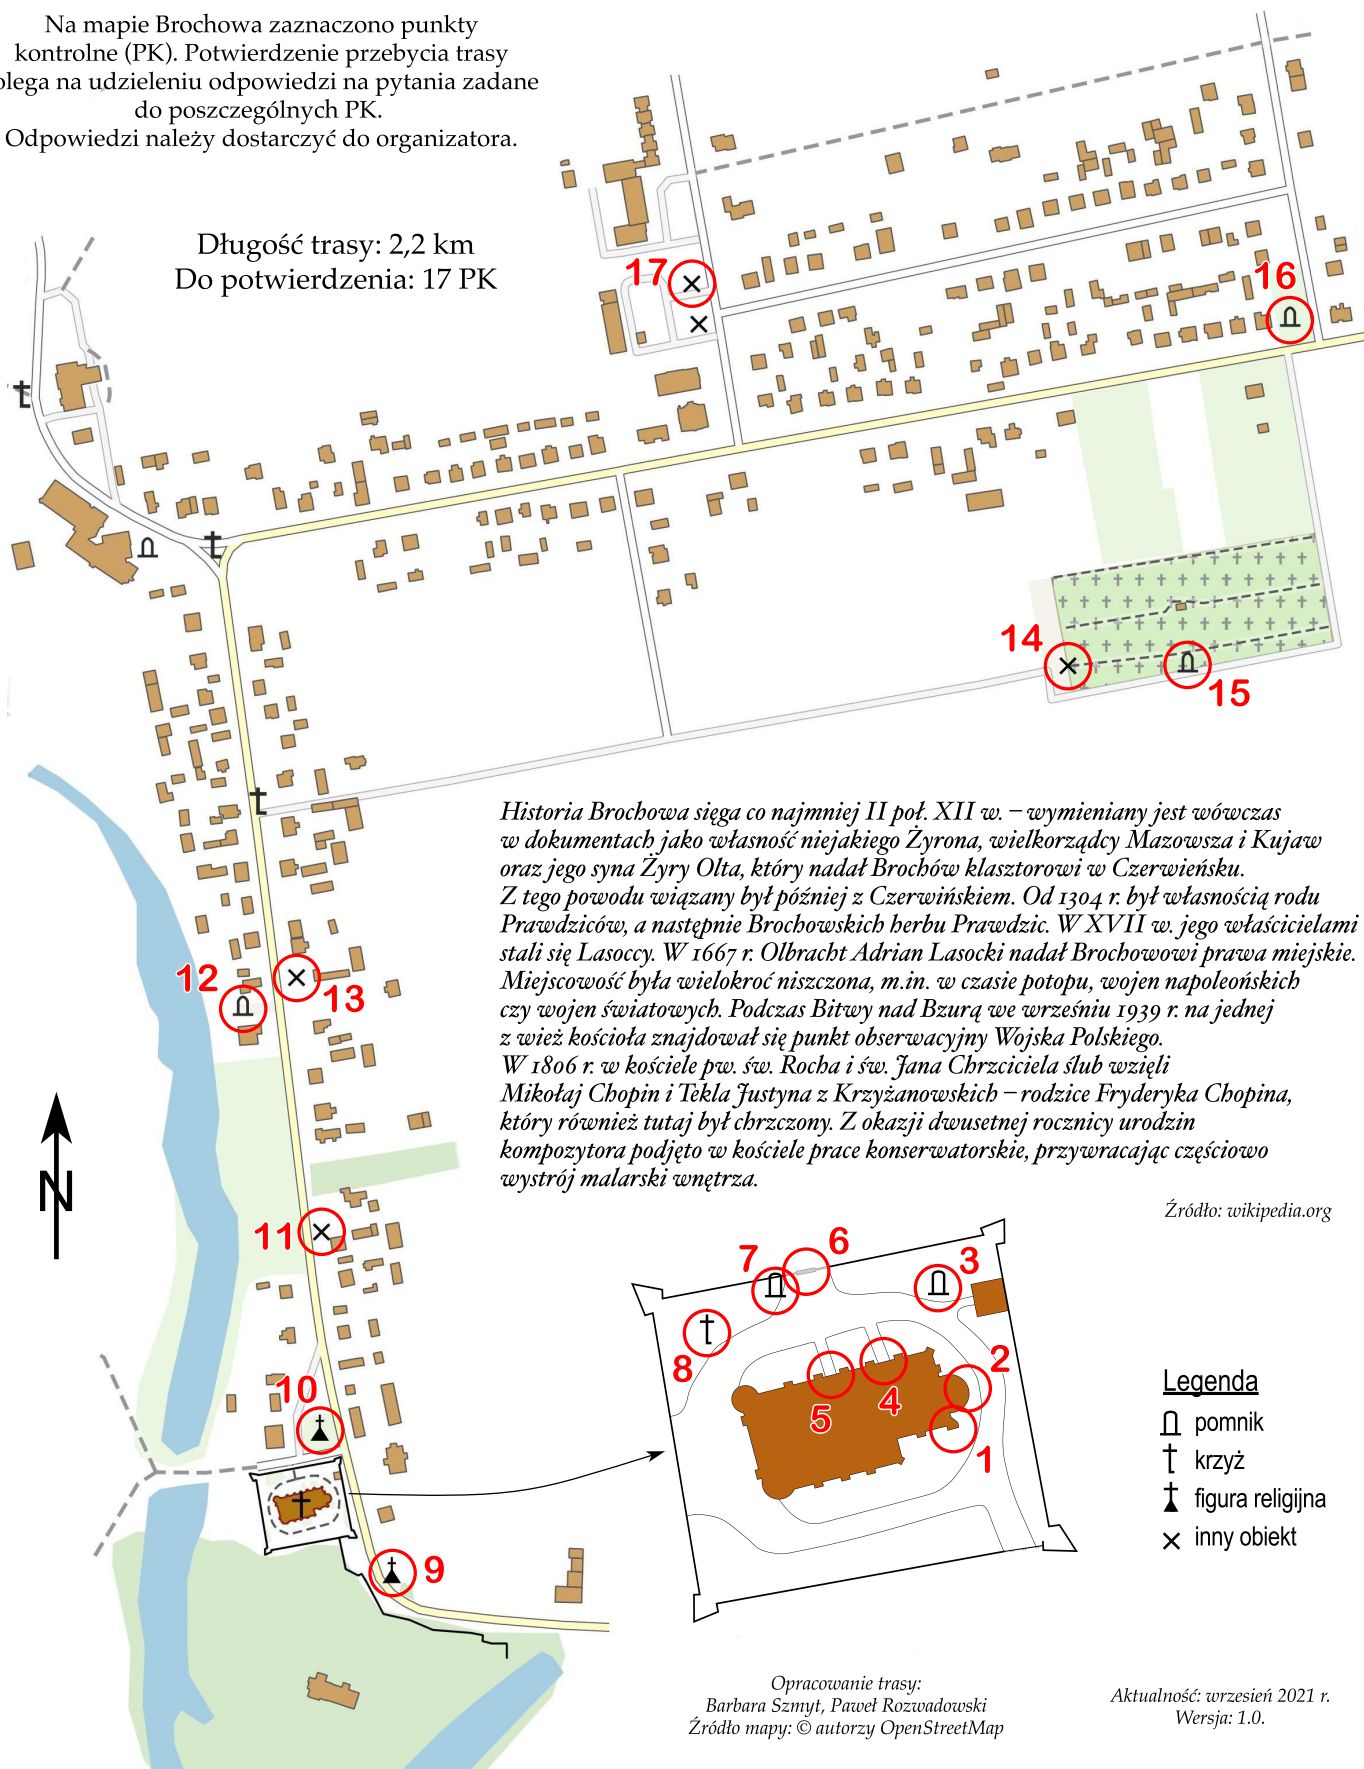 Na mapie Brochowa zaznaczono punkty
kontrolne (PK). Potwierdzenie przebycia trasy
olega na udzieleniu odpowiedzi na pytania zadane
do poszczególnych PK.
Odpowiedzi należy dostarczyć do organizatora.
Długość trasy: 2,2 km
Do potwierdzenia: 17 PK
17
16
14
15
Historia Brochowa sięga co najmniej II poł. XII w. – wymieniany jest wówczas
w dokumentach jako własność niejakiego Żyrona, wielkorządcy Mazowsza i Kujaw
oraz jego syna Żyry Olta, który nadał Brochów klasztorowi w Czerwieńsku.
Z tego powodu wiązany był później z Czerwińskiem. Od 1304 r. był własnością rodu
Prawdziców, a następnie Brochowskich herbu Prawdzic. W XVII w. jego właścicielami
stali się Lasoccy. W 1667 r. Olbracht Adrian Lasocki nadał Brochowowi prawa miejskie.
Miejscowość była wielokroć niszczona, m.in. w czasie potopu, wojen napoleońskich
czy wojen światowych. Podczas Bitwy nad Bzurą we wrześniu 1939 r. na jednej
z wież kościoła znajdował się punkt obserwacyjny Wojska Polskiego.
W 1806 r. w kościele pw. św. Rocha i św. Jana Chrzciciela ślub wzięli
Mikołaj Chopin i Tekla Justyna z Krzyżanowskich – rodzice Fryderyka Chopina,
który również tutaj był chrzczony. Z okazji dwusetnej rocznicy urodzin
kompozytora podjęto w kościele prace konserwatorskie, przywracając częściowo
wystrój malarski wnętrza.
Źródło: wikipedia.org
12
13
N
11
10
9
7
6
3
8
5
4
2
1
Legenda
pomnik
krzyż
figura religijna
inny obiekt
Opracowanie trasy:
Barbara Szmyt, Paweł Rozwadowski
Źródło mapy: © autorzy OpenStreetMap
Aktualność: wrzesień 2021 r.
Wersja: 1.0.